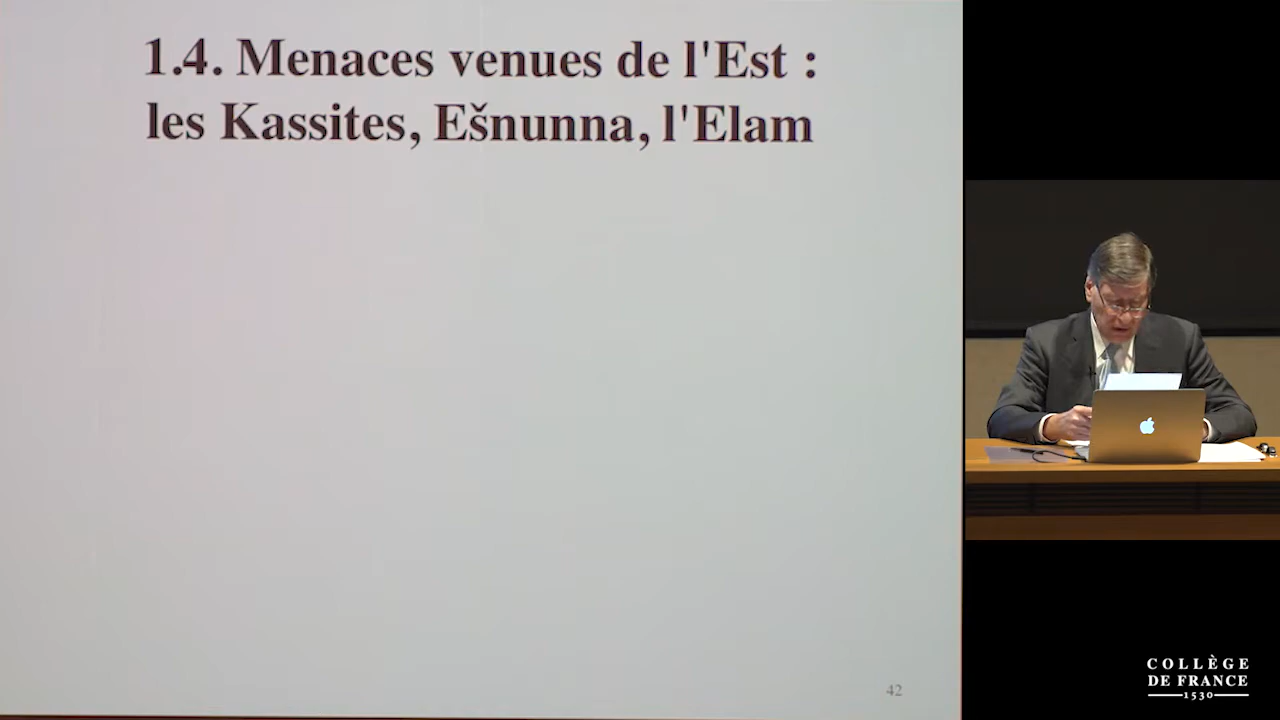 1.4. Menaces venues de l'Est :
les Kassites, Ešnunna, l'Elam
42
COLLÈGE
DE FRANCE
1530